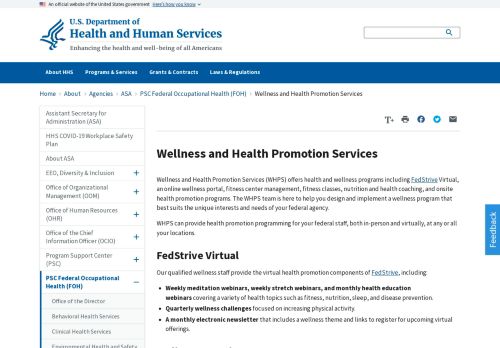 An official website of the United States government Here's how you know
U.S. Department of
Health and Human Services
Enhancing the health and well-being of all Americans
About HHS Programs & Services Grants & Contracts Laws & Regulations
Home › About › Agencies › ASA › PSC Federal Occupational Health (FOH) › Wellness and Health Promotion Services
Assistant Secretary for
Administration (ASA)
HHS COVID-19 Workplace Safety
Plan
About ASA
EEO, Diversity & Inclusion +
Office of Organizational
Management (OOM) +
Office of Human Resources
(OHR) +
Office of the Chief
Information Officer (OCIO) +
Program Support Center
(PSC) +
PSC Federal Occupational
Health (FOH) –
Office of the Director
Behavioral Health Services
Clinical Health Services
Environmental Health and Safety
T+
Wellness and Health Promotion Services
Wellness and Health Promotion Services (WHPS) offers health and wellness programs including FedStrive Virtual,
an online wellness portal, fitness center management, fitness classes, nutrition and health coaching, and onsite
health promotion programs. The WHPS team is here to help you design and implement a wellness program
that best suits the unique interests and needs of your federal agency.
WHPS can provide health promotion programming for your federal staff, both in-person and virtually, at any or all
your locations.
FedStrive Virtual
Our qualified wellness staff provide the virtual health promotion components of FedStrive, including:
• Weekly meditation webinars, weekly stretch webinars, and monthly health education
webinars covering a variety of health topics such as fitness, nutrition, sleep, and disease prevention.
• Quarterly wellness challenges focused on increasing physical activity.
• A monthly electronic newsletter that includes a wellness theme and links to register for upcoming virtual
offerings.
Feedback